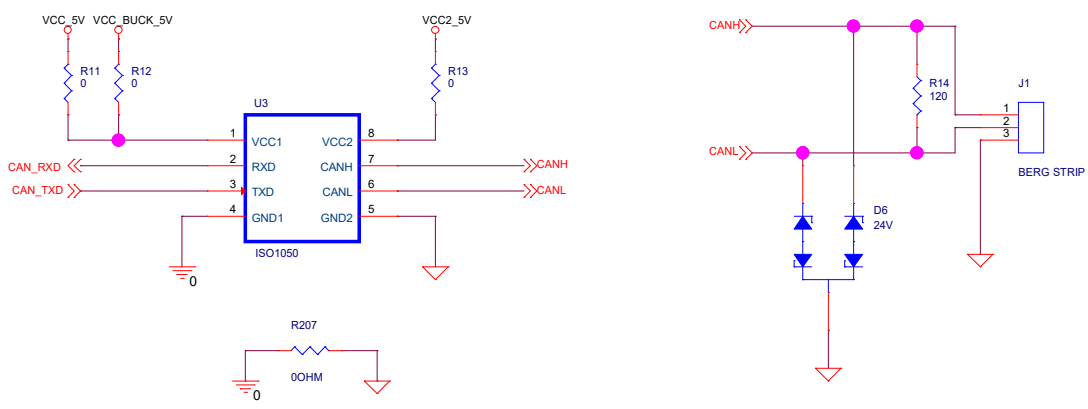 VCC_5V
VCC_BUCK_5V
VCC2_5V
R11
0
R12
0
R13
0
U3
1
VCC1
VCC2
8
CAN_RXD
2
RXD
CANH
7
CANH
CAN_TXD
3
TXD
CANL
6
CANL
4
GND1
GND2
5
ISO1050
0
R207
0OHM
0
CANH
R14
120
J1
1
2
3
CANL
BERG STRIP
D6
24V